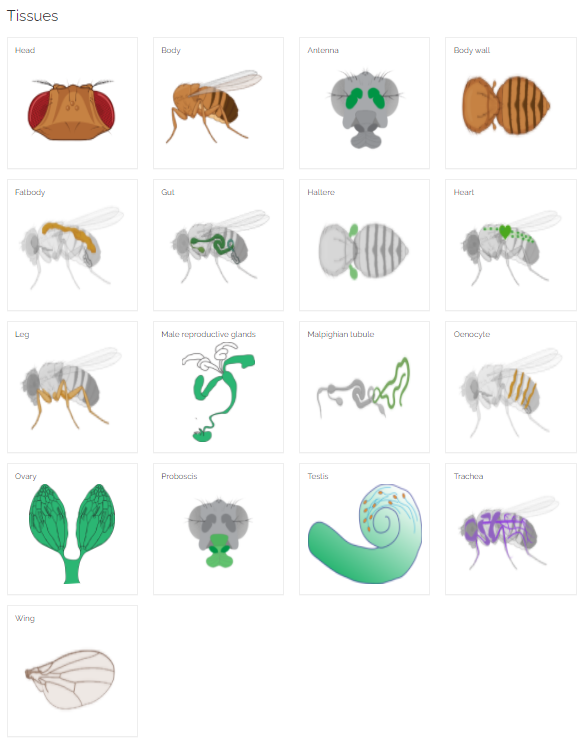 Tissues
Head
Body
Antenna
Body wall
Fatbody
Gut
Haltere
Heart
Leg
Male reproductive glands
Malpighian tubule
Oenocyte
Ovary
Proboscis
Testis
Trachea
Wing